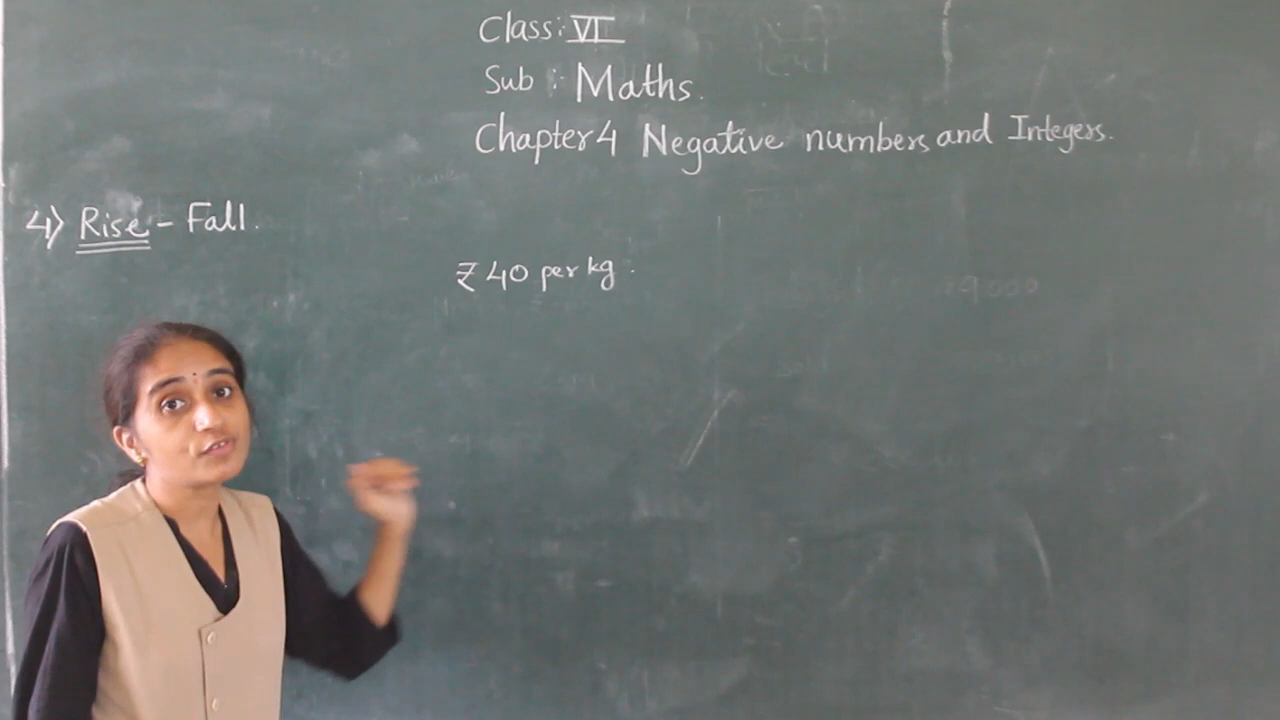 Class: VI
Sub : Maths.
Chapter 4 Negative numbers and Integers.
4) Rise - Fall.
₹ 40 per kg.